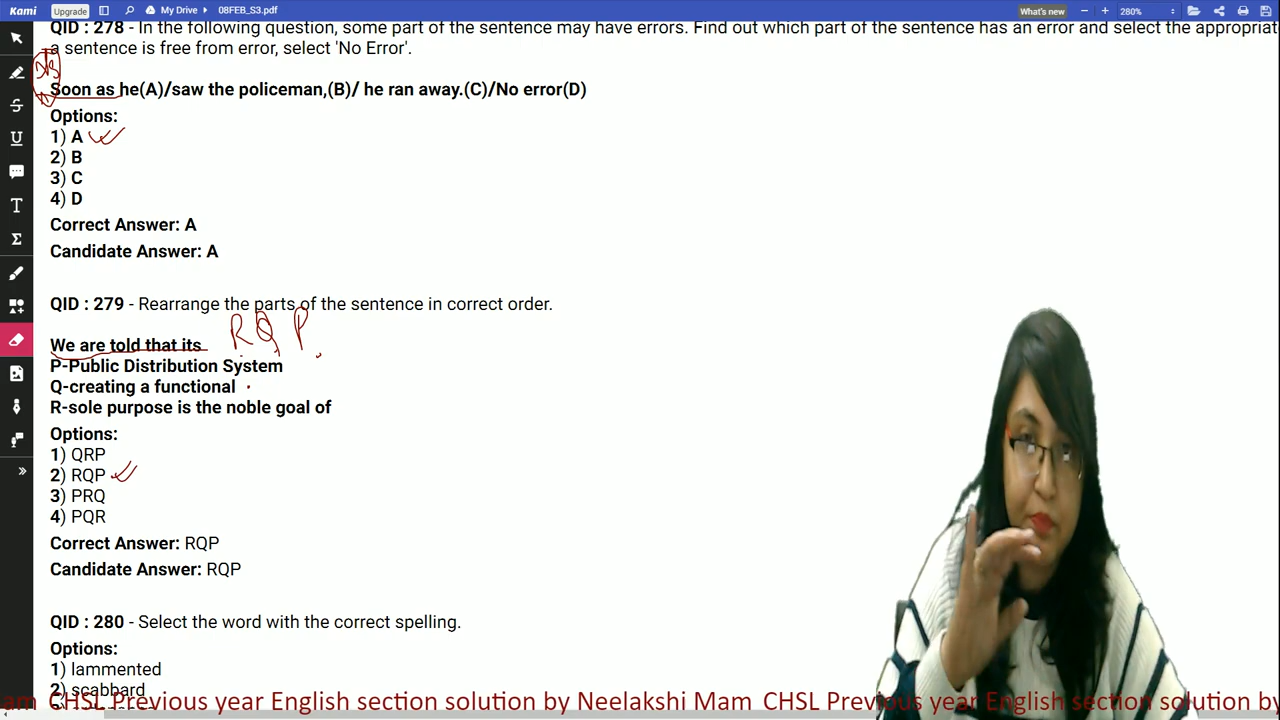 Kami Upgrade My Drive 08FEB_S3.pdf What's new 280%
QID : 278 - In the following question, some part of the sentence may have errors. Find out which part of the sentence has an error and select the appropriat
a sentence is free from error, select 'No Error'.
Soon as he(A)/saw the policeman,(B)/ he ran away.(C)/No error(D)
Options:
1) A
2) B
3) C
4) D
Correct Answer: A
Candidate Answer: A
QID : 279 - Rearrange the parts of the sentence in correct order.
R Q P
We are told that its
P-Public Distribution System
Q-creating a functional
R-sole purpose is the noble goal of
Options:
1) QRP
2) RQP
3) PRQ
4) PQR
Correct Answer: RQP
Candidate Answer: RQP
QID : 280 - Select the word with the correct spelling.
Options:
1) lammented
2) scabbard
am CHSL Previous year English section solution by Neelakshi Mam CHSL Previous year English section solution by